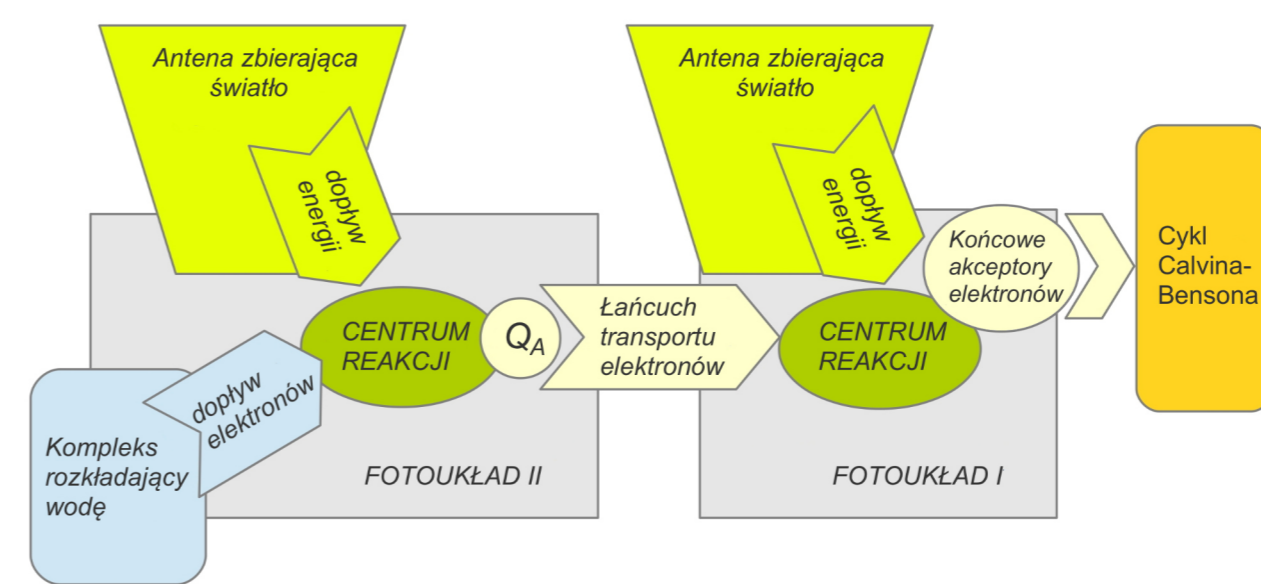 Antena zbierająca
światło
dopływ
energii
Antena zbierająca
światło
dopływ
energii
Końcowe
akceptory
elektronów
Cykl
Calvina-
Bensona
CENTRUM
REAKCJI
QA
Łańcuch
transportu
elektronów
CENTRUM
REAKCJI
dopływ
elektronów
Kompleks
rozkładający
wodę
FOTOUKŁAD II
FOTOUKŁAD I